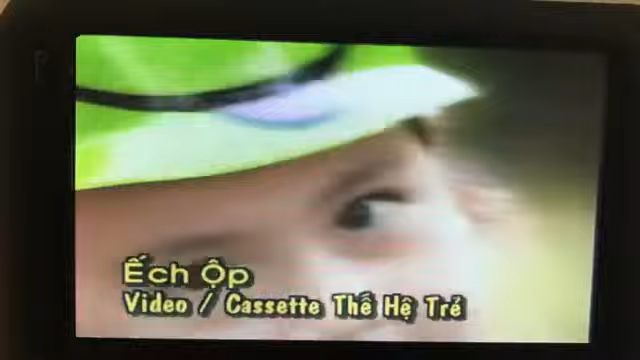 Ếch Ộp
Video / Cassette Thế Hệ Trẻ